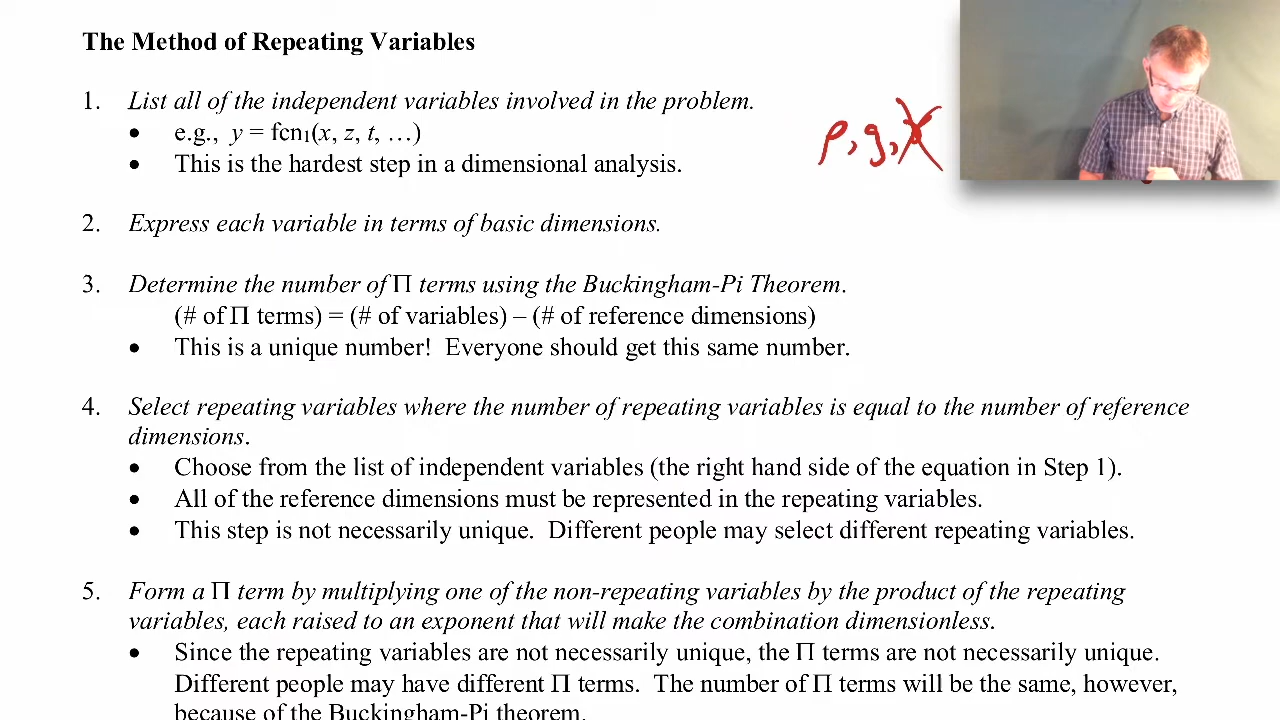 The Method of Repeating Variables
1. List all of the independent variables involved in the problem.
• e.g., y = fcn₁(x, z, t, …)
• This is the hardest step in a dimensional analysis.
ρ, g,
2. Express each variable in terms of basic dimensions.
3. Determine the number of Π terms using the Buckingham-Pi Theorem.
(# of Π terms) = (# of variables) – (# of reference dimensions)
• This is a unique number! Everyone should get this same number.
4. Select repeating variables where the number of repeating variables is equal to the number of reference
dimensions.
• Choose from the list of independent variables (the right hand side of the equation in Step 1).
• All of the reference dimensions must be represented in the repeating variables.
• This step is not necessarily unique. Different people may select different repeating variables.
5. Form a Π term by multiplying one of the non-repeating variables by the product of the repeating
variables, each raised to an exponent that will make the combination dimensionless.
• Since the repeating variables are not necessarily unique, the Π terms are not necessarily unique.
Different people may have different Π terms. The number of Π terms will be the same, however,
because of the Buckingham-Pi theorem.